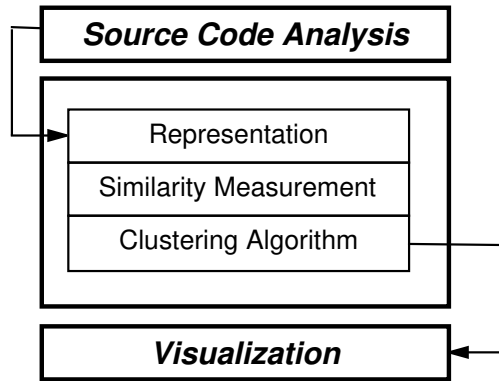 Source Code Analysis
Representation
Similarity Measurement
Clustering Algorithm
Visualization